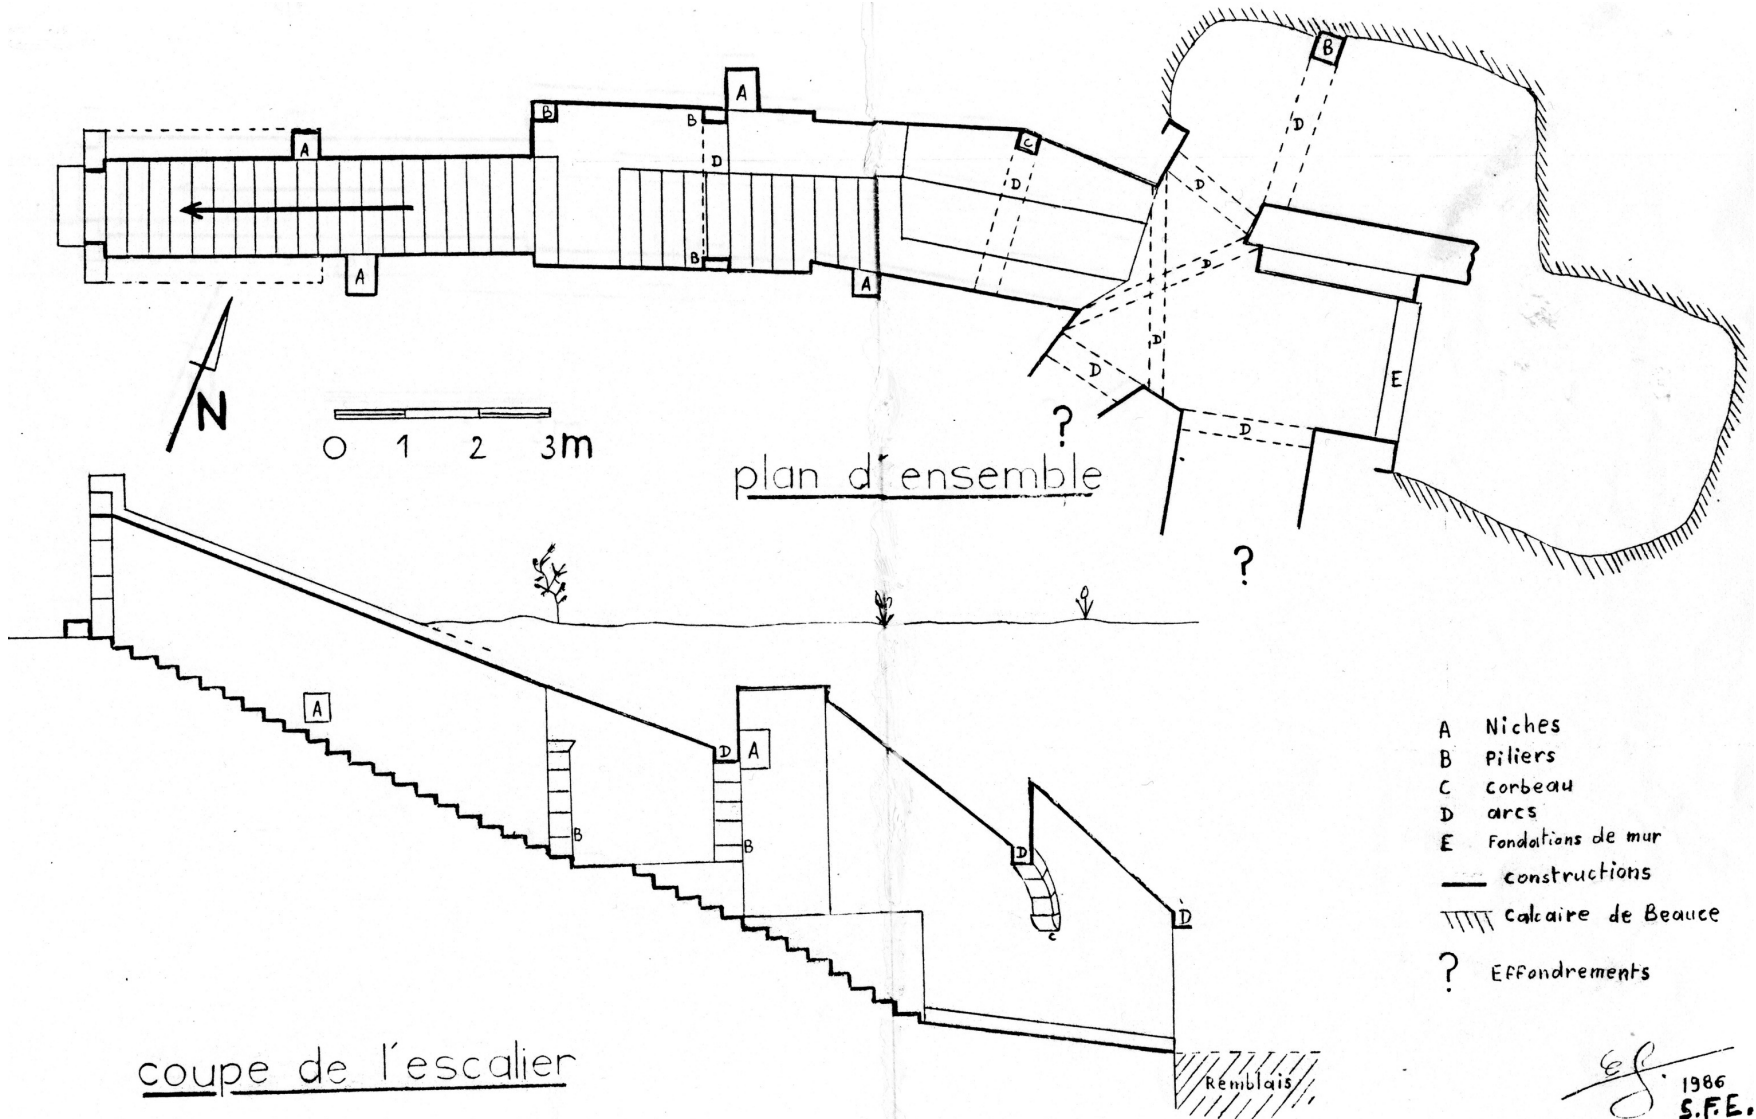 B
A
B
B
A
D
C
D
D
D
B
A
A
D
D
D
D
E
N
0 1 2 3m
?
plan d'ensemble
?
A
D
A
B
B
D
C
D
Remblais
coupe de l'escalier
A Niches
B Piliers
C Corbeau
D arcs
E Fondations de mur
Constructions
Calcaire de Beauce
? Effondrements
1986
S.F.E.